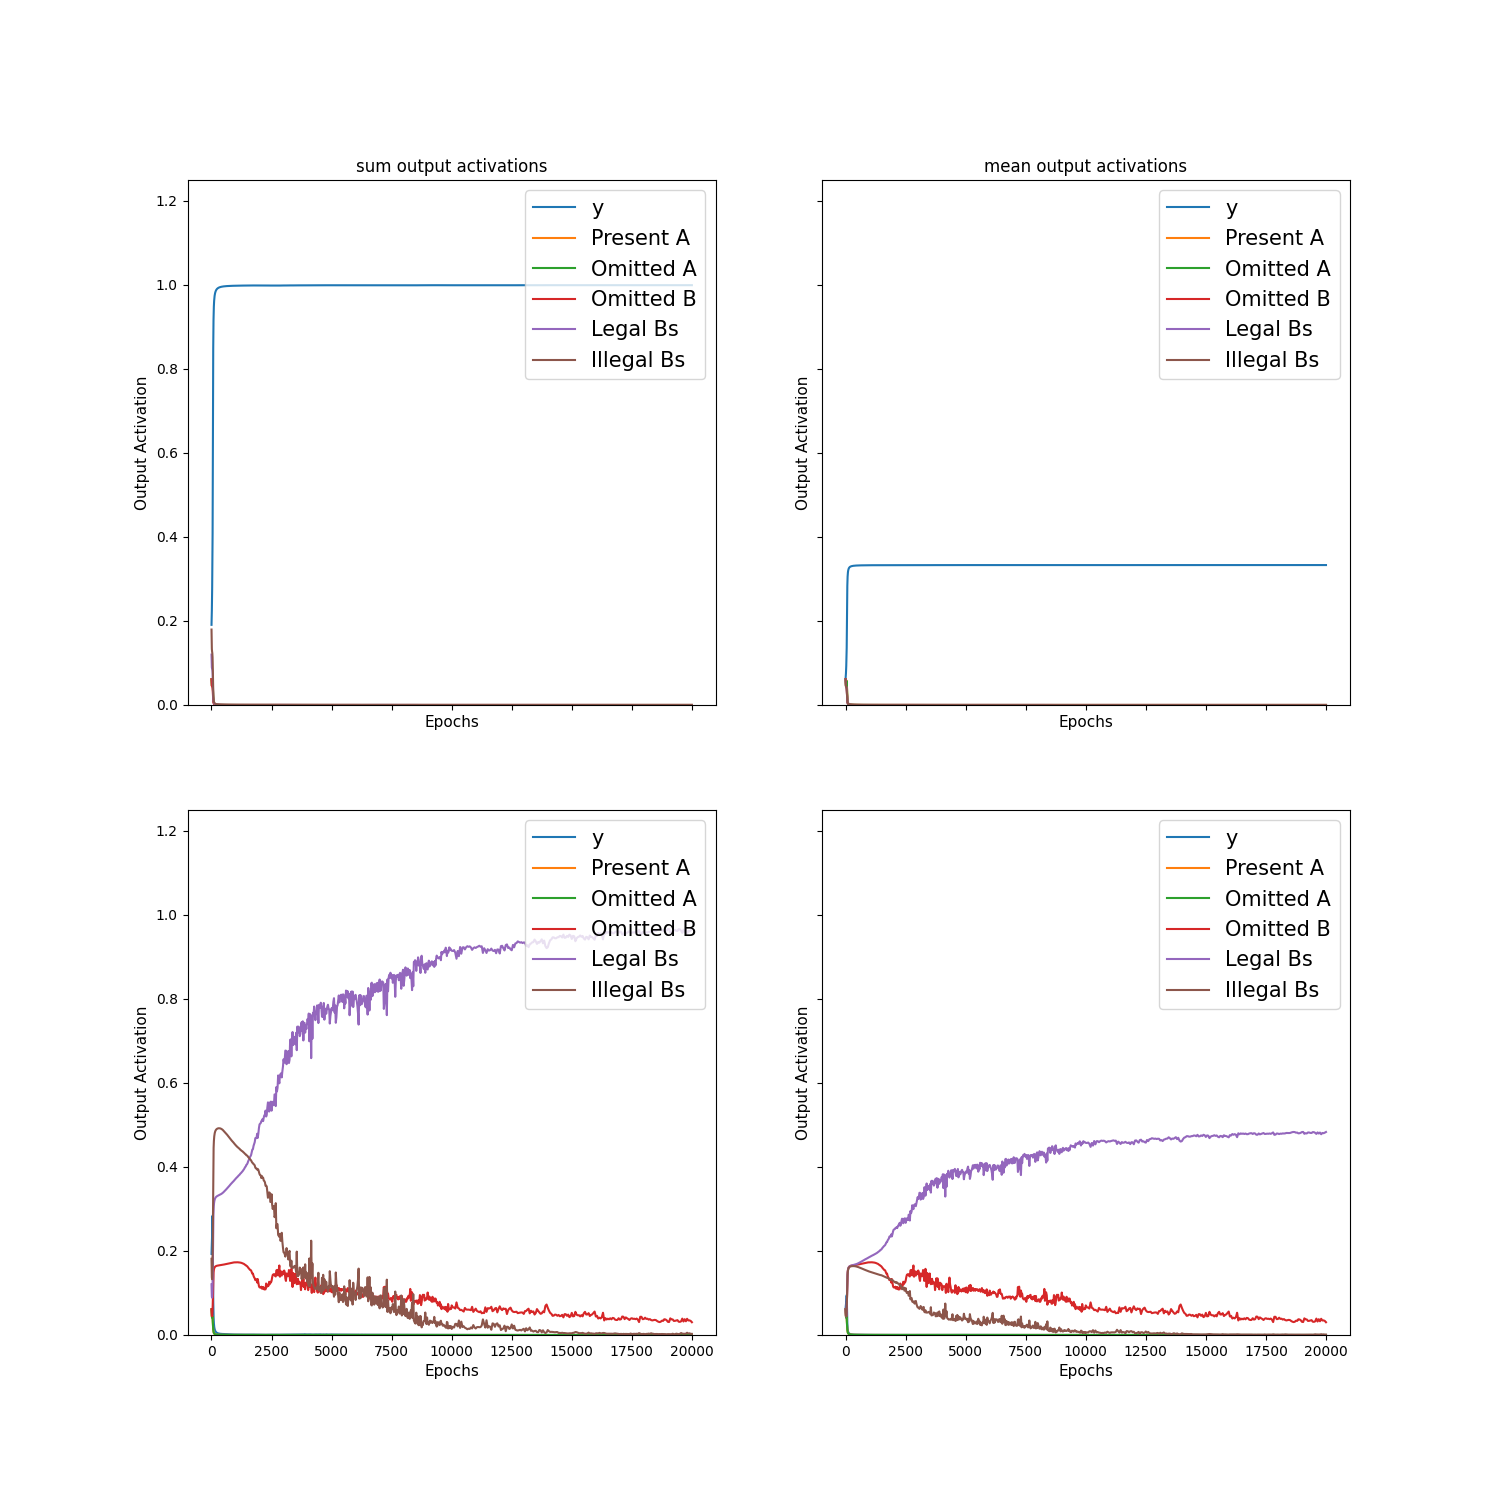 sum output activations
mean output activations
Output Activation
1.2
1.0
0.8
0.6
0.4
0.2
0.0
y
Present A
Omitted A
Omitted B
Legal Bs
Illegal Bs
Epochs
Output Activation
y
Present A
Omitted A
Omitted B
Legal Bs
Illegal Bs
Epochs
Output Activation
1.2
1.0
0.8
0.6
0.4
0.2
0.0
y
Present A
Omitted A
Omitted B
Legal Bs
Illegal Bs
0 2500 5000 7500 10000 12500 15000 17500 20000
Epochs
Output Activation
y
Present A
Omitted A
Omitted B
Legal Bs
Illegal Bs
0 2500 5000 7500 10000 12500 15000 17500 20000
Epochs